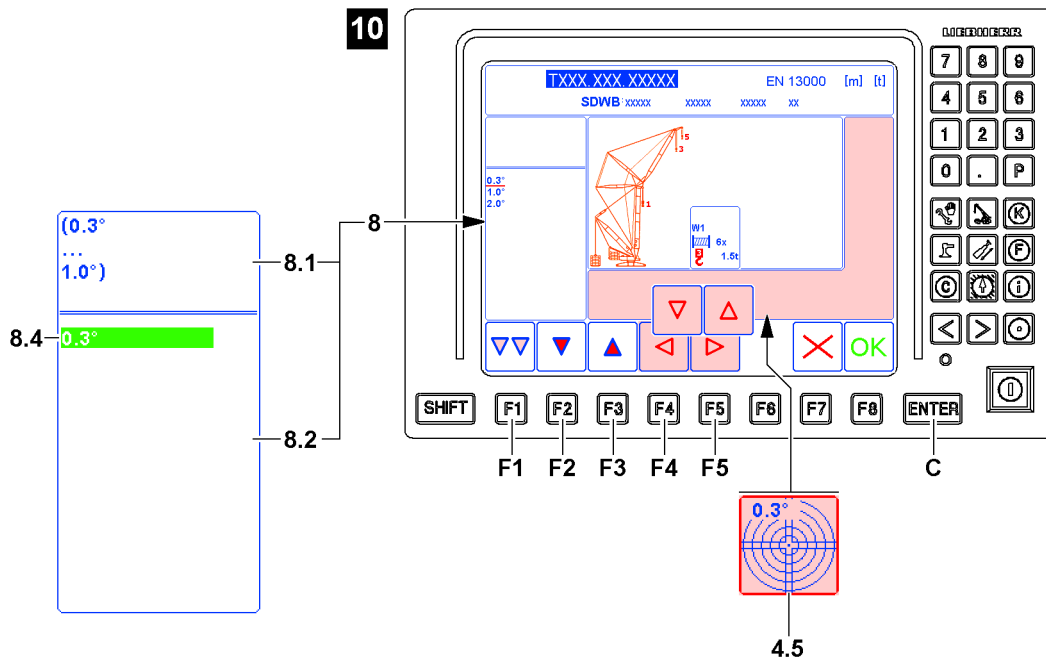 10
LIEBHERR
TXXX. XXX. XXXXX
EN 13000 [m] [t]
SDWB: xxxxx xxxxx xxxxx xx
7 8 9
4 5 6
1 2 3
0 . P
K
F
C i
0.3°
1.0°
2.0°
5
3
1
W1
6x
1.5t
OK
SHIFT F1 F2 F3 F4 F5 F6 F7 F8 ENTER
F1 F2 F3 F4 F5 C
8
(0.3°
...
1.0°)
8.1
8.4
0.3°
8.2
0.3°
4.5